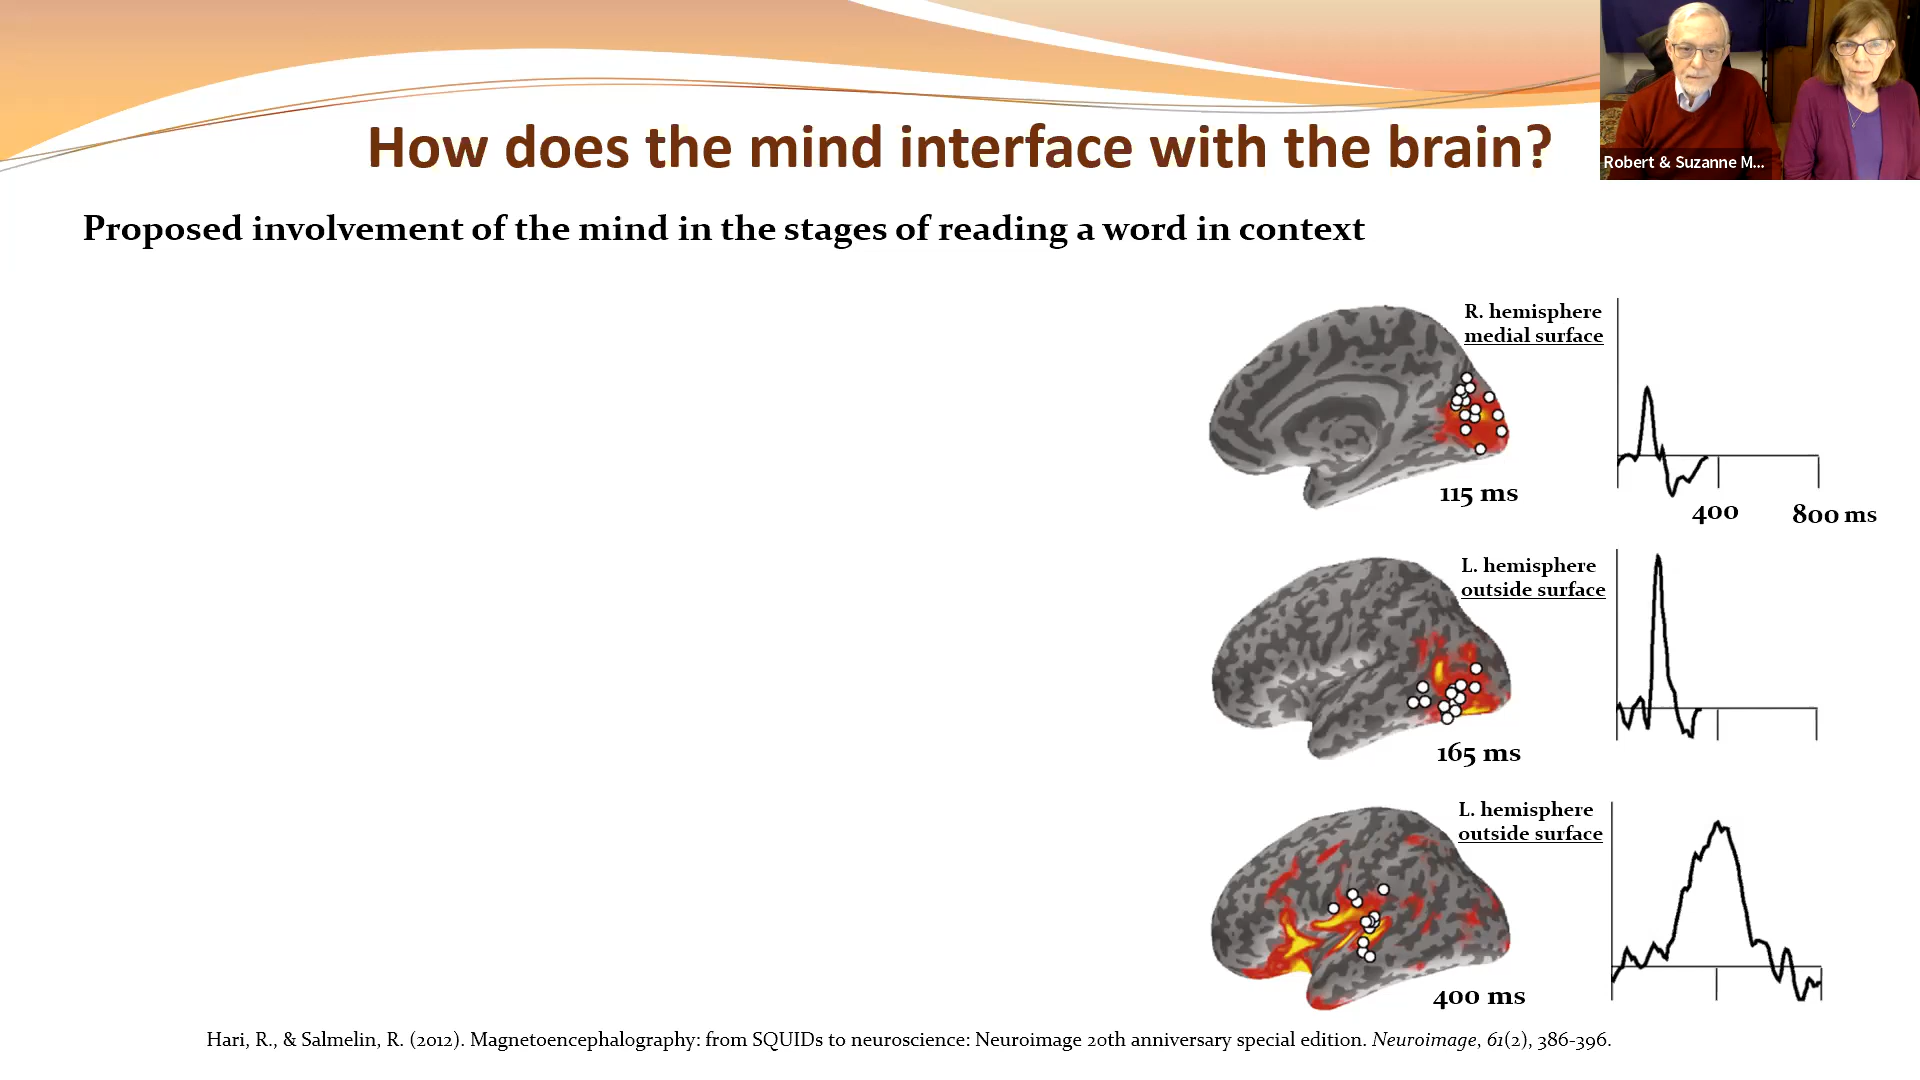 How does the mind interface with the brain?
Robert & Suzanne M...
Proposed involvement of the mind in the stages of reading a word in context
R. hemisphere
medial surface
115 ms
400
800 ms
L. hemisphere
outside surface
165 ms
L. hemisphere
outside surface
400 ms
Hari, R., & Salmelin, R. (2012). Magnetoencephalography: from SQUIDs to neuroscience: Neuroimage 20th anniversary special edition. Neuroimage, 61(2), 386-396.